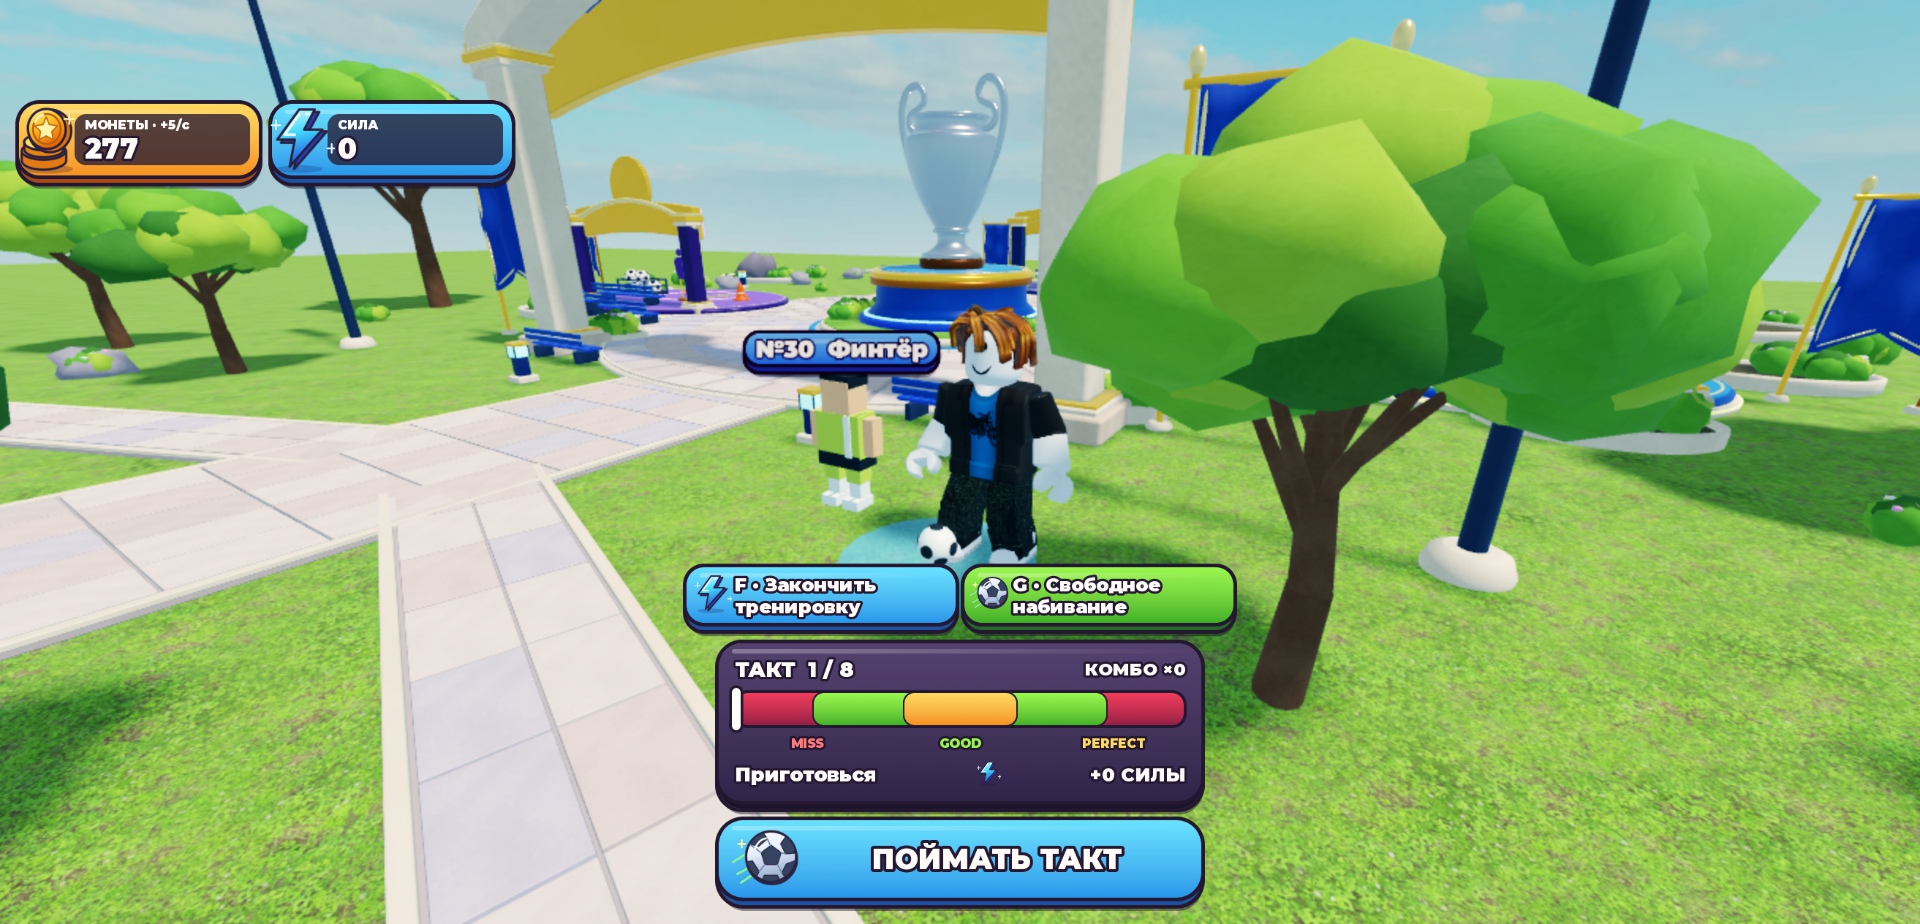 МОНЕТЫ · +5/с
277
СИЛА
0
№30 Финтёр
F · Закончить
тренировку
G · Свободное
набивание
ТАКТ 1 / 8
КОМБО ×0
MISS
GOOD
PERFECT
Приготовься
+0 СИЛЫ
ПОЙМАТЬ ТАКТ